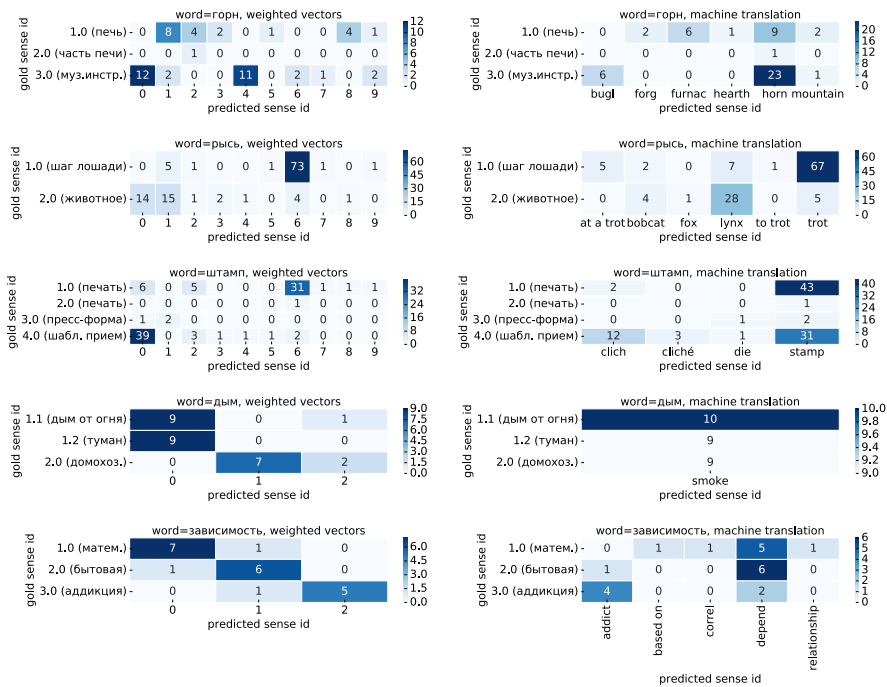 word=горн, weighted vectors
gold sense id
1.0 (печь) 0 8 4 2 0 1 0 0 4 1
2.0 (часть печи) 0 0 1 0 0 0 0 0 0 0
3.0 (муз.инстр.) 12 2 0 0 11 0 2 1 0 2
0 1 2 3 4 5 6 7 8 9
predicted sense id
12 10 8 6 4 2 0
word=горн, machine translation
1.0 (печь) 0 2 6 1 9 2
2.0 (часть печи) 0 0 0 0 1 0
3.0 (муз.инстр.) 6 0 0 0 23 1
bugl forg furnac hearth horn mountain
predicted sense id
20 16 12 8 4 0
word=рысь, weighted vectors
gold sense id
1.0 (шаг лошади) 0 5 1 0 0 1 73 1 0 1
2.0 (животное) 14 15 1 2 1 0 4 0 1 0
0 1 2 3 4 5 6 7 8 9
predicted sense id
60 45 30 15 0
word=рысь, machine translation
gold sense id
1.0 (шаг лошади) 5 2 0 7 1 67
2.0 (животное) 0 4 1 28 0 5
at a trot bobcat fox lynx to trot trot
predicted sense id
60 45 30 15 0
word=штамп, weighted vectors
gold sense id
1.0 (печать) 6 0 5 0 0 0 31 1 1 1
2.0 (печать) 0 0 0 0 0 0 1 0 0 0
3.0 (пресс-форма) 1 2 0 0 0 0 0 0 0 0
4.0 (шабл. прием) 39 0 3 1 1 1 2 0 0 0
0 1 2 3 4 5 6 7 8 9
predicted sense id
32 24 16 8 0
word=штамп, machine translation
gold sense id
1.0 (печать) 2 0 0 43
2.0 (печать) 0 0 0 1
3.0 (пресс-форма) 0 0 1 2
4.0 (шабл. прием) 12 3 1 31
clich cliché die stamp
predicted sense id
40 32 24 16 8 0
word=дым, weighted vectors
gold sense id
1.1 (дым от огня) 9 0 1
1.2 (туман) 9 0 0
2.0 (домохоз.) 0 7 2
0 1 2
predicted sense id
9.0 7.5 6.0 4.5 3.0 1.5 0.0
word=дым, machine translation
gold sense id
1.1 (дым от огня) 10
1.2 (туман) 9
2.0 (домохоз.) 9
smoke
predicted sense id
10.0 9.8 9.6 9.4 9.2 9.0
word=зависимость, weighted vectors
gold sense id
1.0 (матем.) 7 1 0
2.0 (бытовая) 1 6 0
3.0 (аддикция) 0 1 5
0 1 2
predicted sense id
6.0 4.5 3.0 1.5 0.0
word=зависимость, machine translation
gold sense id
1.0 (матем.) 0 1 1 5 1
2.0 (бытовая) 1 0 0 6 0
3.0 (аддикция) 4 0 0 2 0
addict based on correl depend relationship
predicted sense id
6 5 4 3 2 1 0